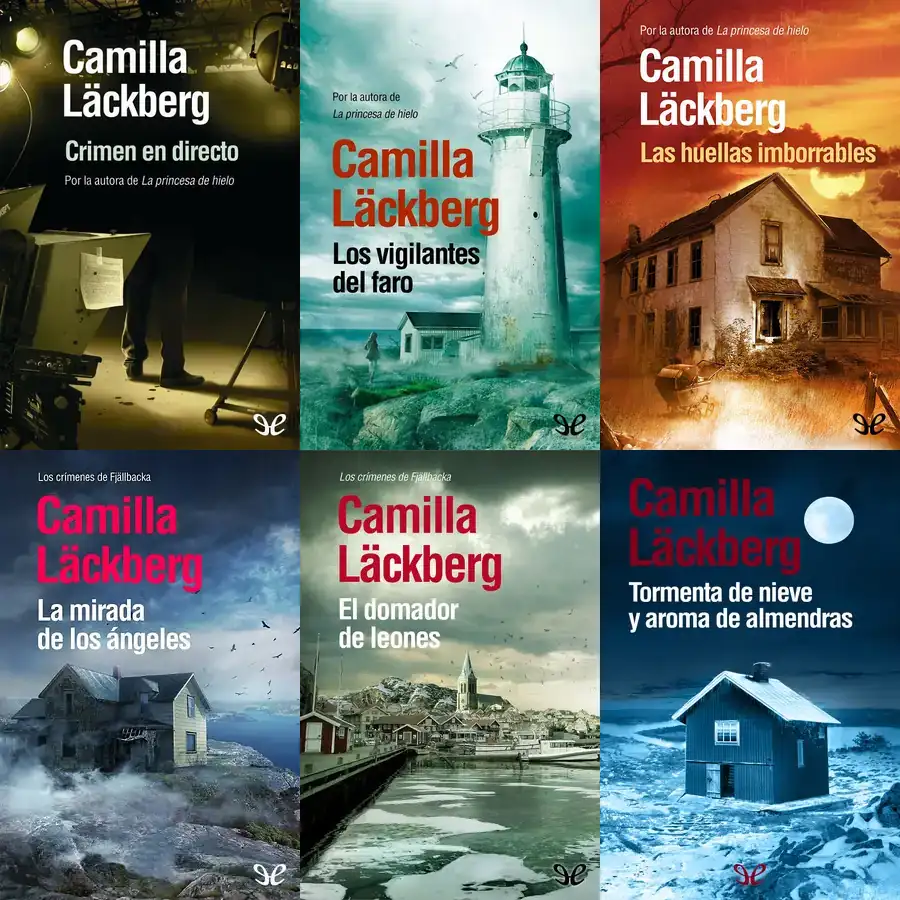 Camilla
Läckberg
Crimen en directo
Por la autora de La princesa de hielo
Por la autora de
La princesa de hielo
Camilla
Läckberg
Los vigilantes
del faro
Por la autora de La princesa de hielo
Camilla
Läckberg
Las huellas imborrables
Los crímenes de Fjällbacka
Camilla
Läckberg
La mirada
de los ángeles
Los crímenes de Fjällbacka
Camilla
Läckberg
El domador
de leones
Camilla
Läckberg
Tormenta de nieve
y aroma de almendras